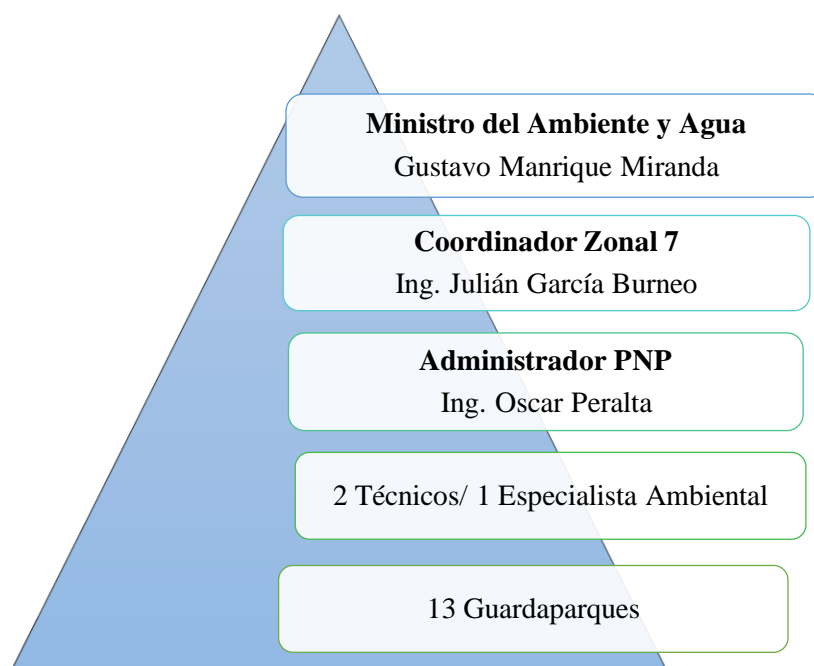 Ministro del Ambiente y Agua
Gustavo Manrique Miranda
Coordinador Zonal 7
Ing. Julián García Burneo
Administrador PNP
Ing. Oscar Peralta
2 Técnicos/ 1 Especialista Ambiental
13 Guardaparques